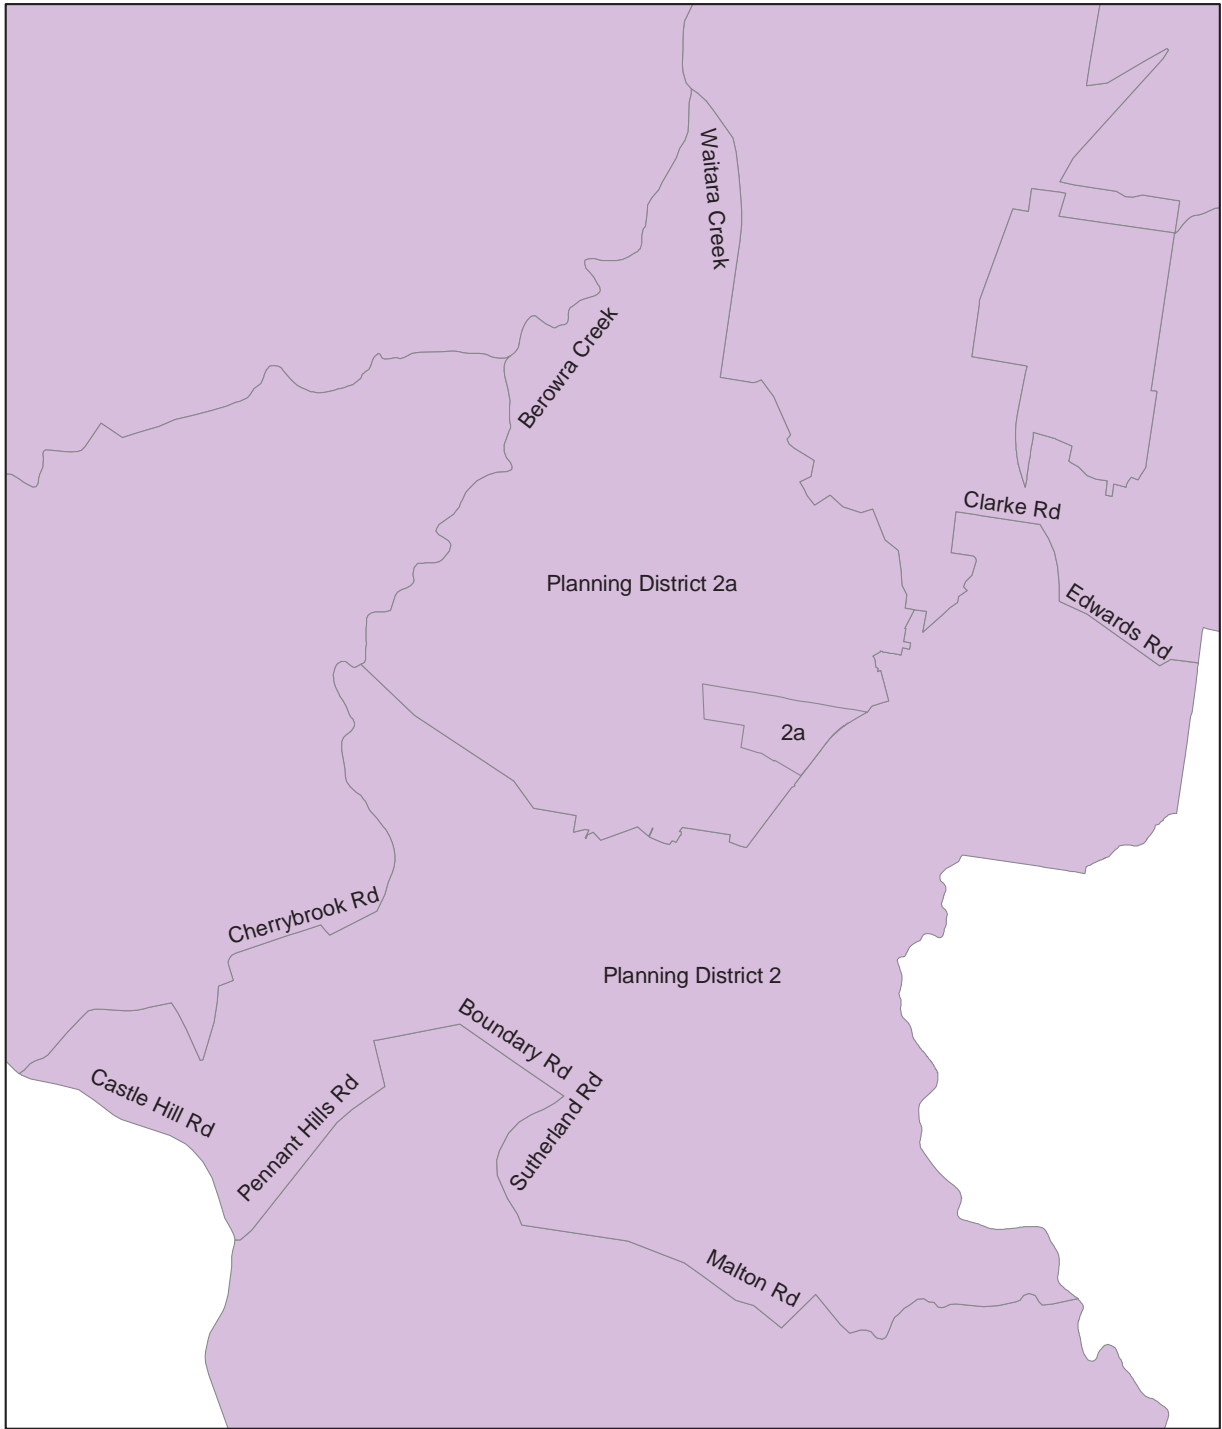 Waitara Creek
Berowra Creek
Clarke Rd
Planning District 2a
Edwards Rd
2a
Cherrybrook Rd
Planning District 2
Boundary Rd
Castle Hill Rd
Pennant Hills Rd
Sutherland Rd
Malton Rd